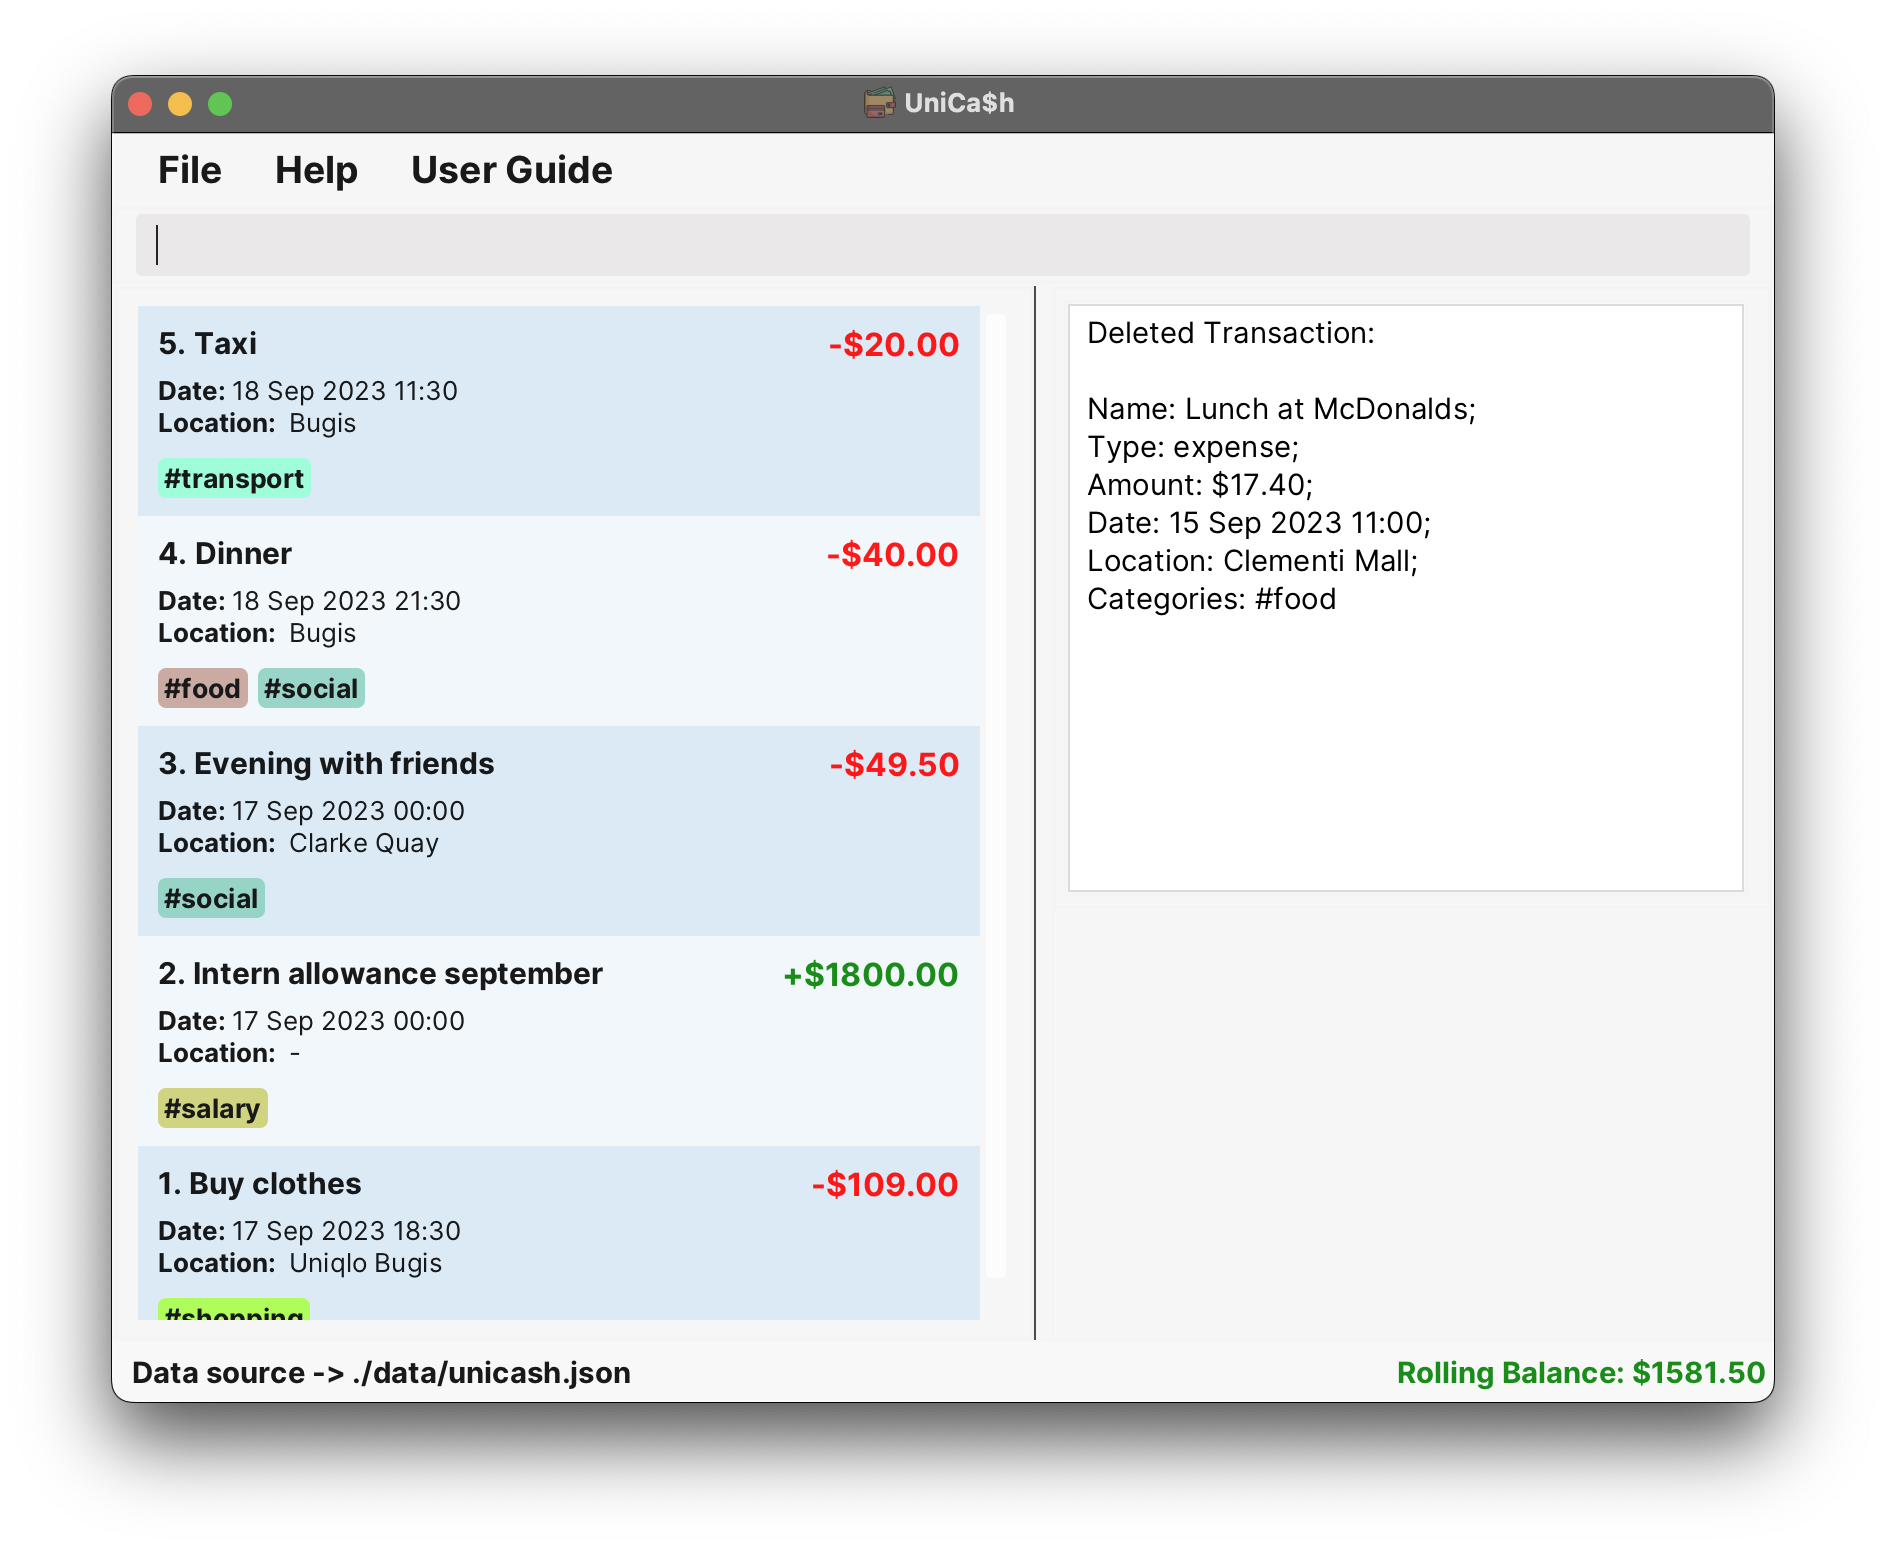 UniCa$h
File Help User Guide
5. Taxi -$20.00
Date: 18 Sep 2023 11:30
Location: Bugis
#transport
4. Dinner -$40.00
Date: 18 Sep 2023 21:30
Location: Bugis
#food #social
3. Evening with friends -$49.50
Date: 17 Sep 2023 00:00
Location: Clarke Quay
#social
2. Intern allowance september +$1800.00
Date: 17 Sep 2023 00:00
Location: -
#salary
1. Buy clothes -$109.00
Date: 17 Sep 2023 18:30
Location: Uniqlo Bugis
#shopping
Deleted Transaction:
Name: Lunch at McDonalds;
Type: expense;
Amount: $17.40;
Date: 15 Sep 2023 11:00;
Location: Clementi Mall;
Categories: #food
Data source -> ./data/unicash.json
Rolling Balance: $1581.50